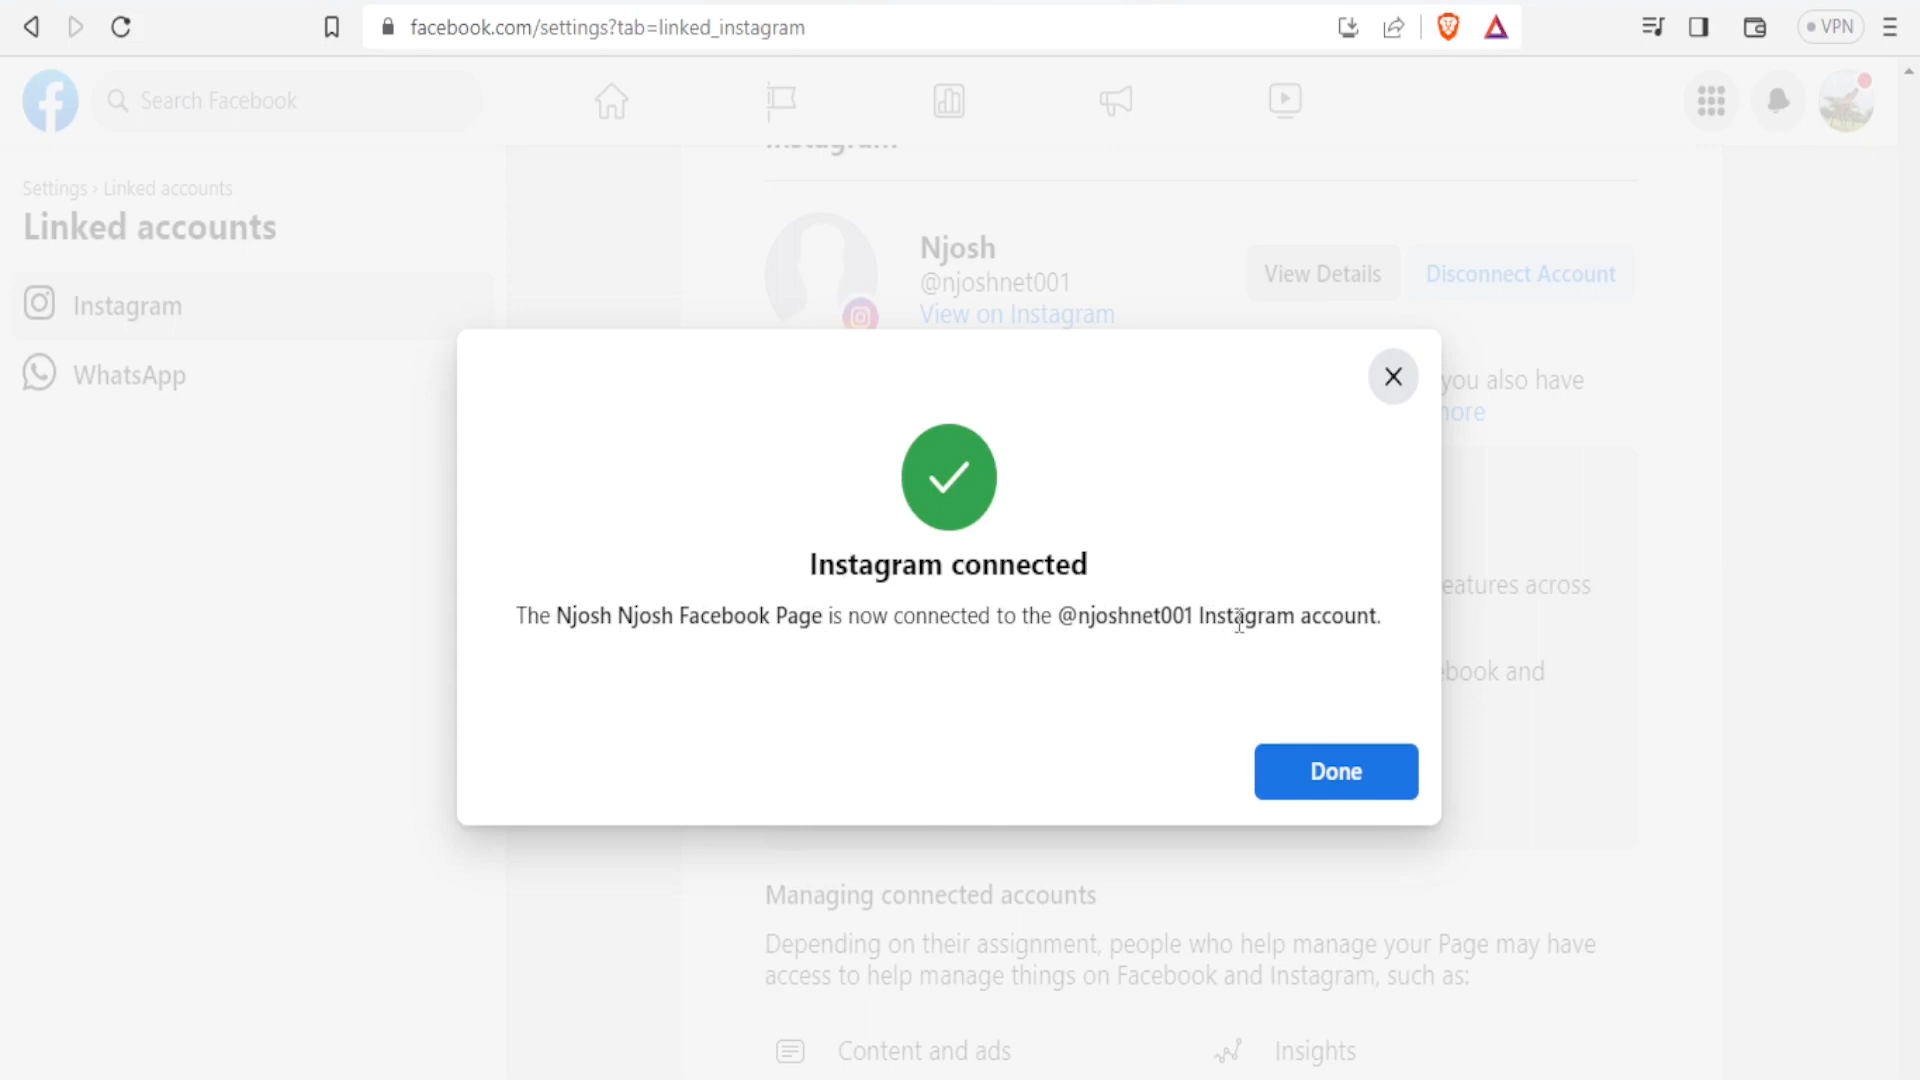 facebook.com/settings?tab=linked_instagram
VPN
Search Facebook
Instagram
Settings › Linked accounts
Linked accounts
Instagram
WhatsApp
Njosh
@njoshnet001
View on Instagram
View Details
Disconnect Account
you also have
Instagram connected
The Njosh Njosh Facebook Page is now connected to the @njoshnet001 Instagram account.
eatures across
ebook and
Done
Managing connected accounts
Depending on their assignment, people who help manage your Page may have
access to help manage things on Facebook and Instagram, such as:
Content and ads
Insights